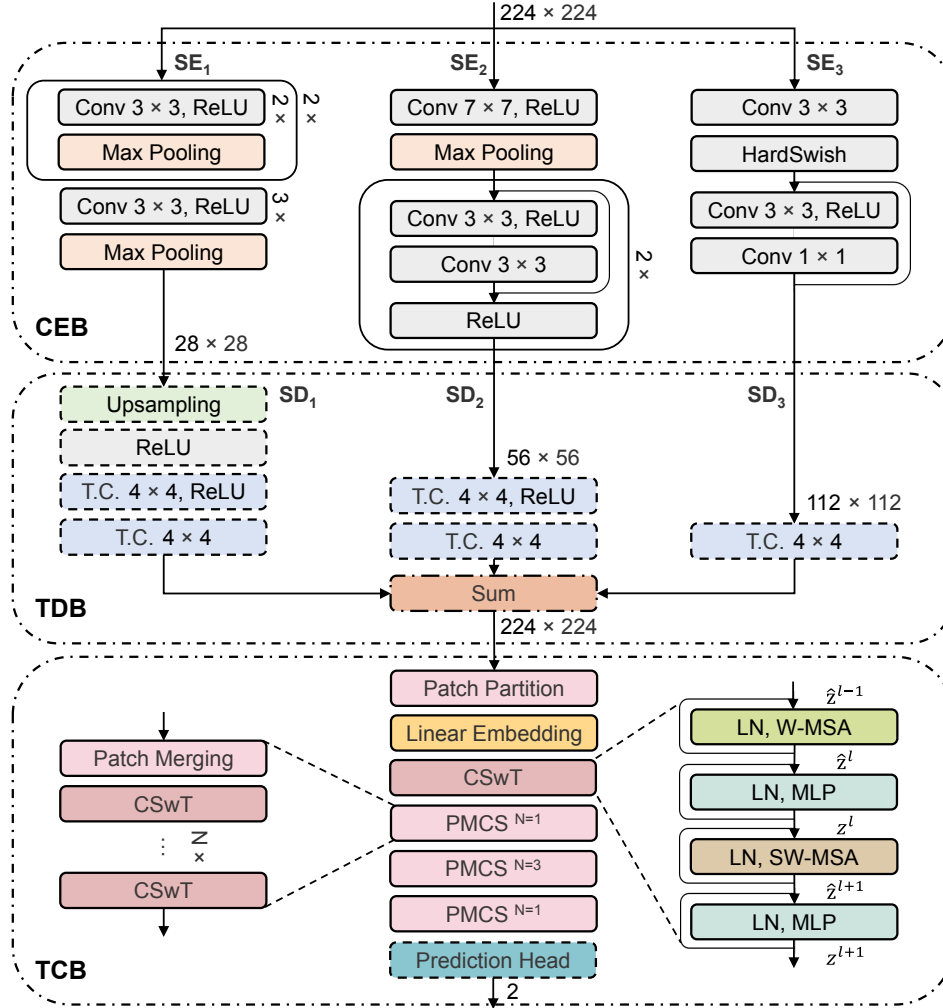 224 × 224
SE1
SE2
SE3
Conv 3 × 3, ReLU
2 ×
2 ×
Max Pooling
Conv 3 × 3, ReLU
3 ×
Max Pooling
Conv 7 × 7, ReLU
Max Pooling
Conv 3 × 3, ReLU
Conv 3 × 3
ReLU
2 ×
Conv 3 × 3
HardSwish
Conv 3 × 3, ReLU
Conv 1 × 1
CEB
28 × 28
SD1
SD2
SD3
Upsampling
ReLU
T.C. 4 × 4, ReLU
T.C. 4 × 4
56 × 56
T.C. 4 × 4, ReLU
T.C. 4 × 4
112 × 112
T.C. 4 × 4
Sum
TDB
224 × 224
Patch Partition
Linear Embedding
CSwT
PMCS N=1
PMCS N=3
PMCS N=1
Prediction Head
2
Patch Merging
CSwT
... N ×
CSwT
ẑ^{l-1}
LN, W-MSA
ẑ^{l}
LN, MLP
z^{l}
LN, SW-MSA
ẑ^{l+1}
LN, MLP
z^{l+1}
TCB